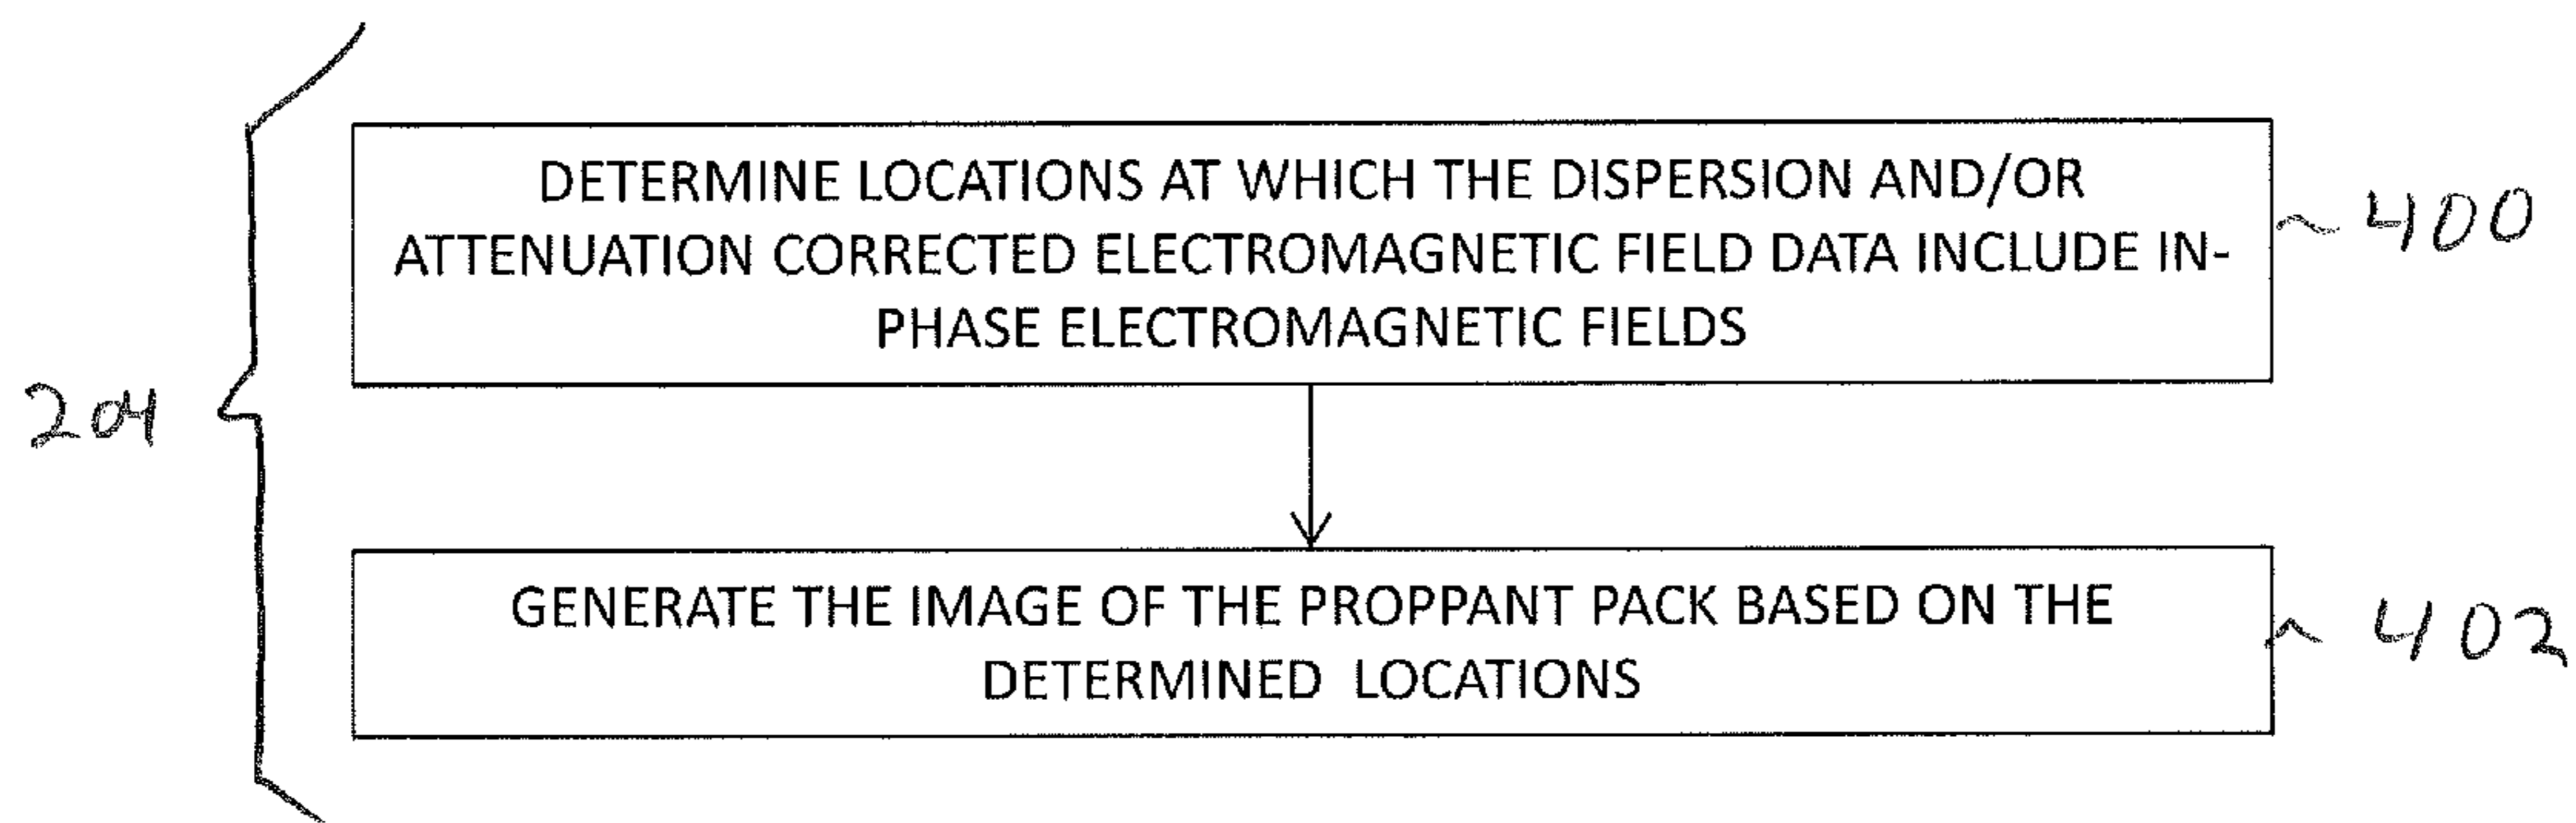 DETERMINE LOCATIONS AT WHICH THE DISPERSION AND/OR
ATTENUATION CORRECTED ELECTROMAGNETIC FIELD DATA INCLUDE IN-
PHASE ELECTROMAGNETIC FIELDS
400
204
GENERATE THE IMAGE OF THE PROPPANT PACK BASED ON THE
DETERMINED LOCATIONS
402